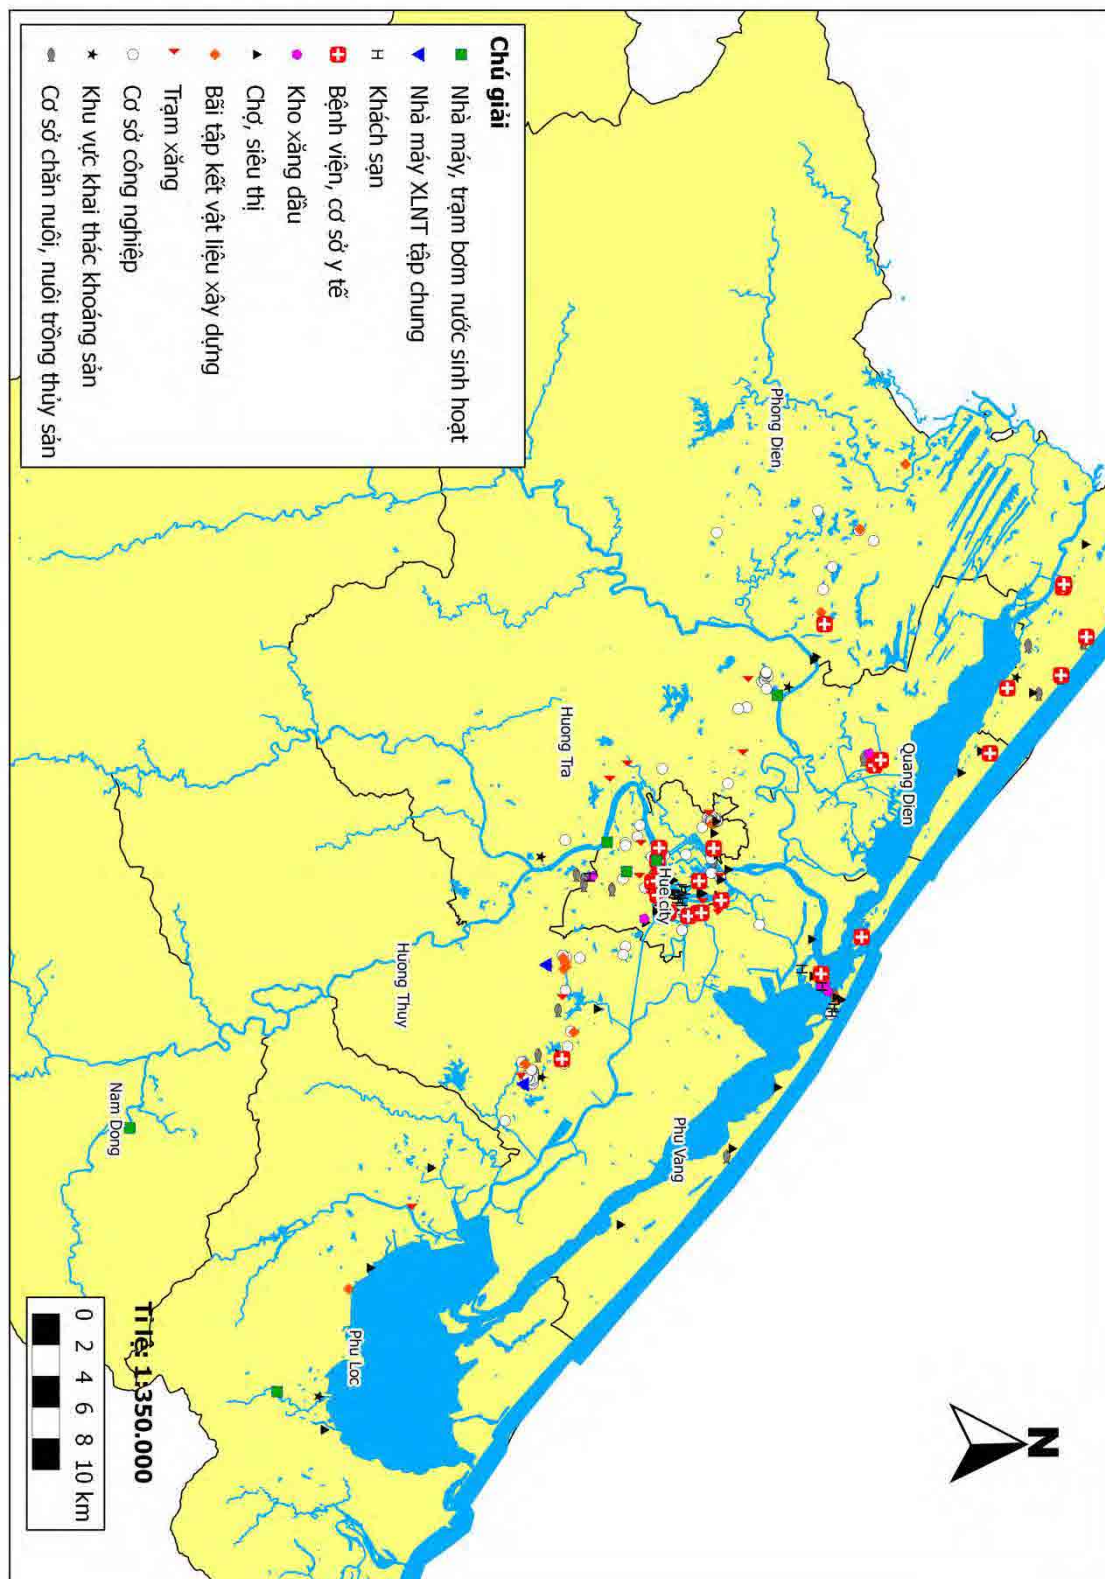 Chú giải
Nhà máy, trạm bơm nước sinh hoạt
Nhà máy XLNT tập chung
H Khách sạn
Bệnh viện, cơ sở y tế
Kho xăng dầu
Chợ, siêu thị
Bãi tập kết vật liệu xây dựng
Trạm xăng
Cơ sở công nghiệp
Khu vực khai thác khoáng sản
Cơ sở chăn nuôi, nuôi trồng thủy sản
N
Phong Dien
Quang Dien
Huong Tra
Hue city
Huong Thuy
Phu Vang
Nam Dong
Phu Loc
Tỉ lệ: 1:350.000
0 2 4 6 8 10 km